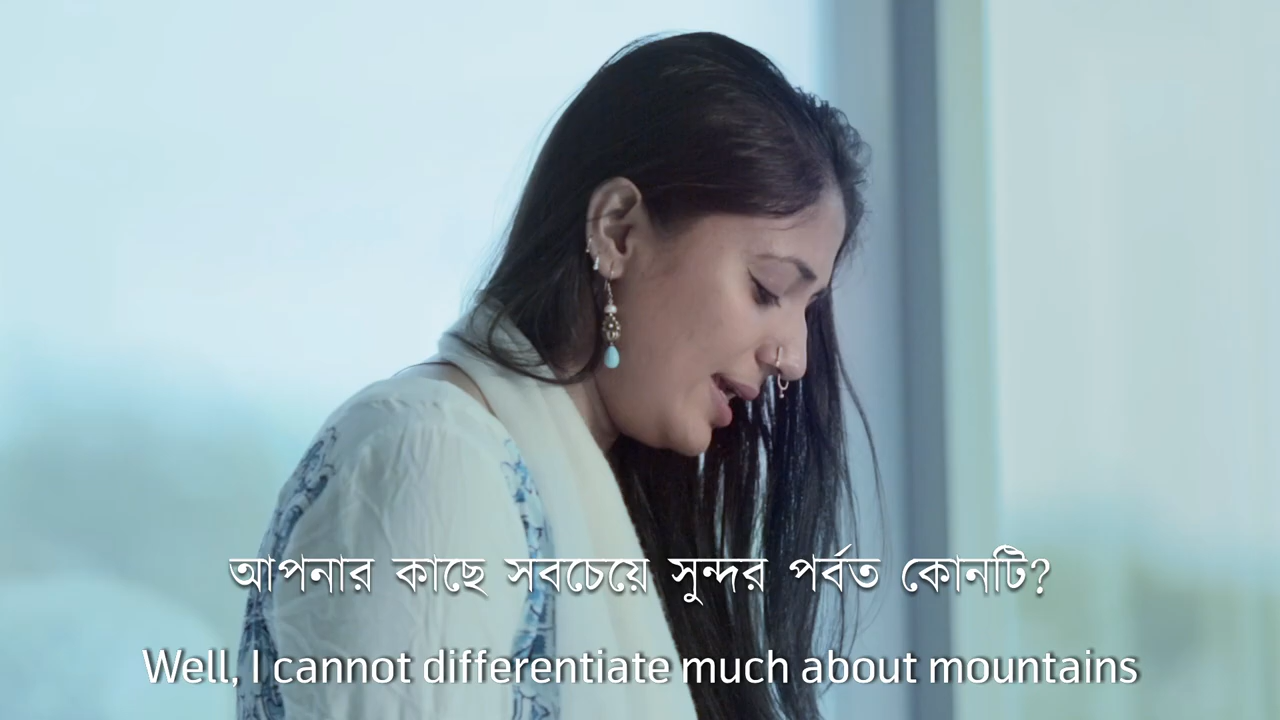 আপনার কাছে সবচেয়ে সুন্দর পর্বত কোনটি?
Well, I cannot differentiate much about mountains